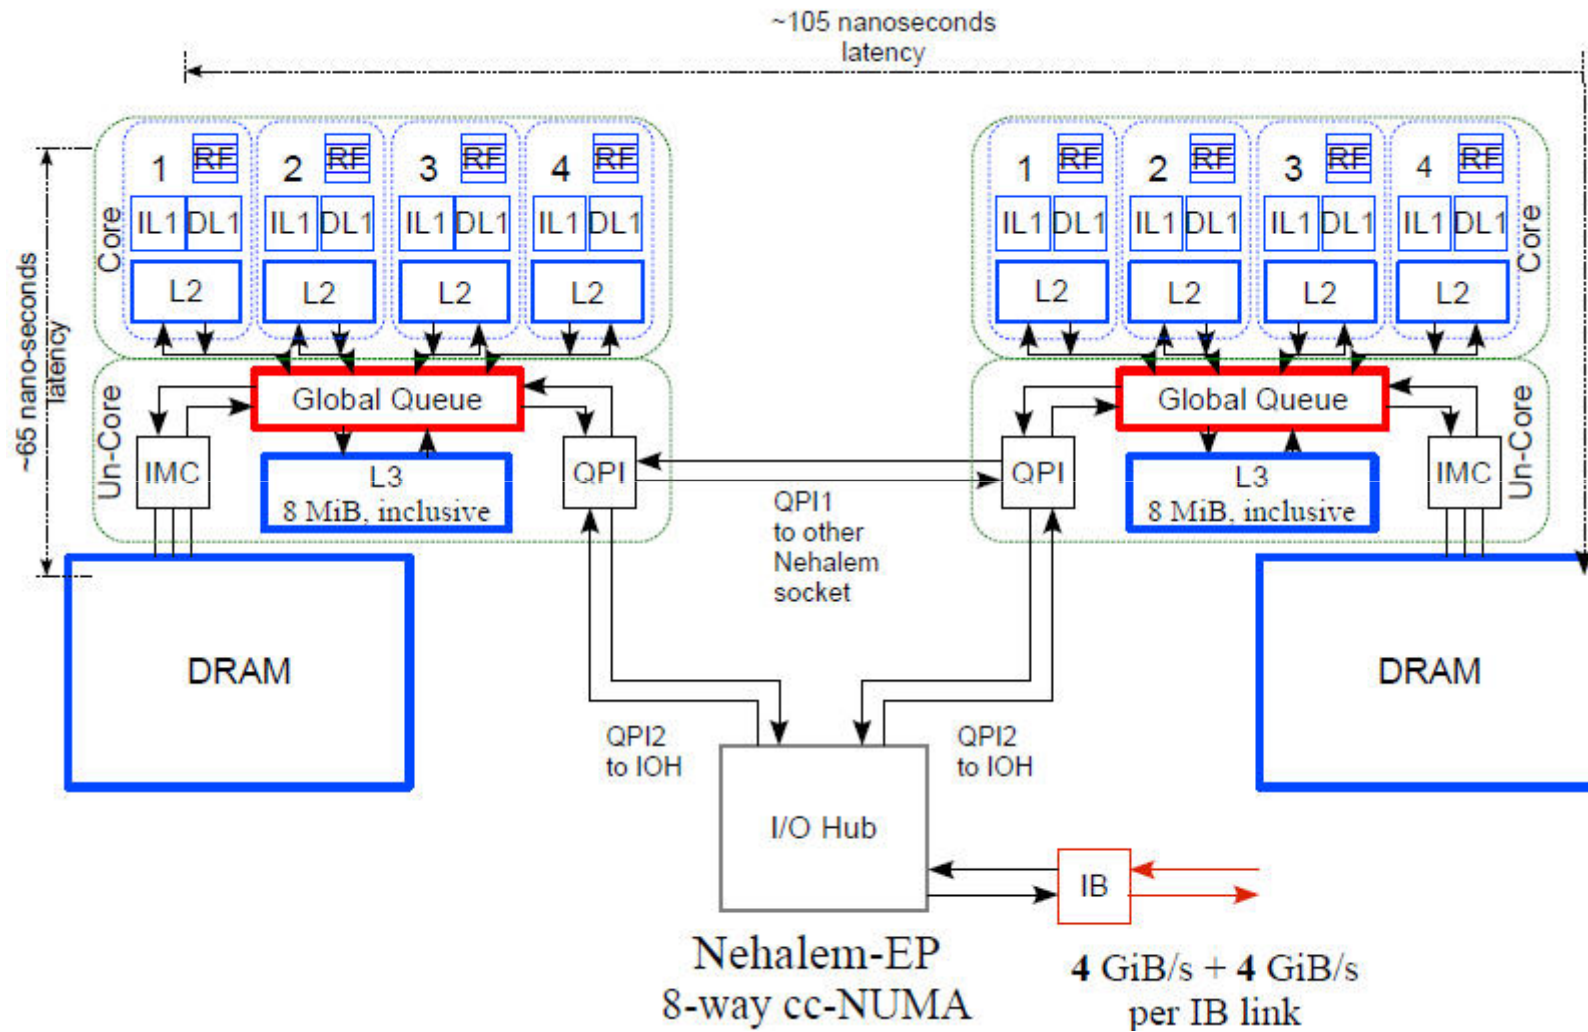 ~105 nanoseconds
latency
1 RF 2 RF 3 RF 4 RF
IL1 DL1 IL1 DL1 IL1 DL1 IL1 DL1
L2 L2 L2 L2
Core
~65 nano-seconds
latency
Un-Core
Global Queue
IMC
L3
8 MiB, inclusive
QPI
DRAM
1 RF 2 RF 3 RF 4 RF
IL1 DL1 IL1 DL1 IL1 DL1 IL1 DL1
L2 L2 L2 L2
Core
Global Queue
QPI
L3
8 MiB, inclusive
IMC
Un-Core
DRAM
QPI1
to other
Nehalem
socket
QPI2
to IOH
QPI2
to IOH
I/O Hub
IB
Nehalem-EP
8-way cc-NUMA
4 GiB/s + 4 GiB/s
per IB link